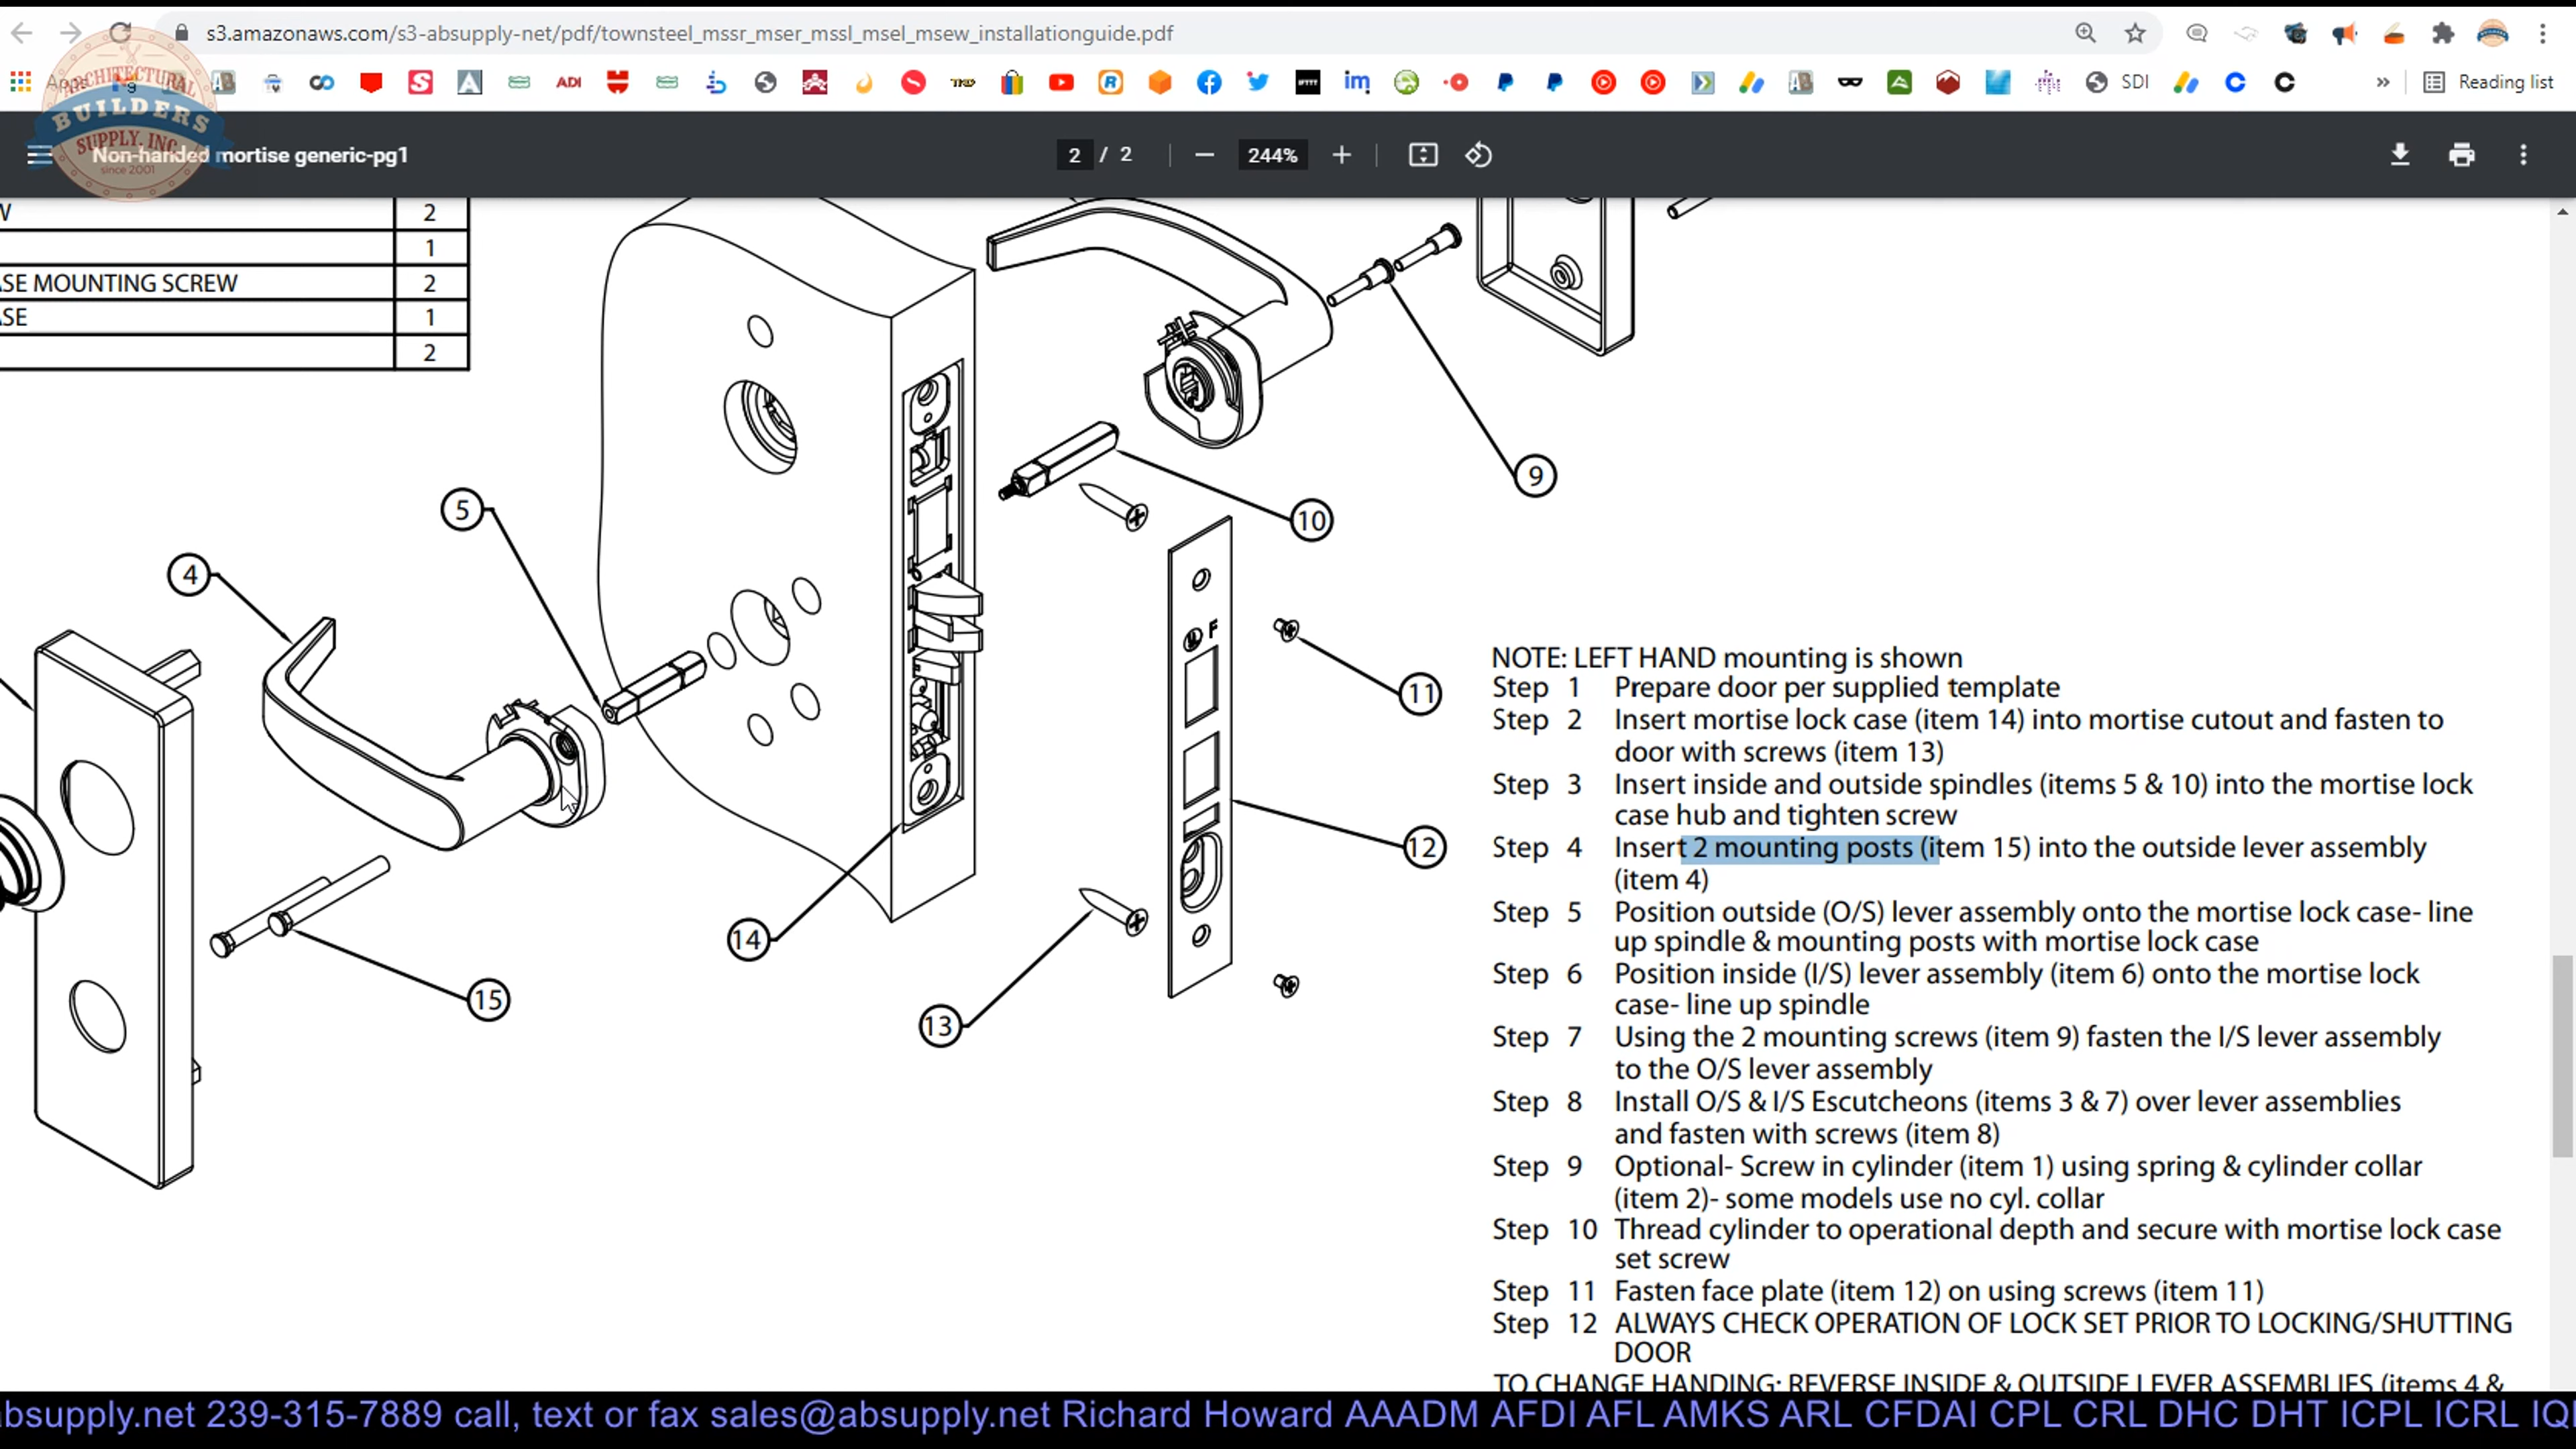 s3.amazonaws.com/s3-absupply-net/pdf/townsteel_mssr_mser_mssl_msel_msew_installationguide.pdf
Apps
ADI
SDI
Reading list
ARCHITECTURAL
BUILDERS
SUPPLY, INC.
since 2001
Non-handed mortise generic-pg1
2 / 2
244%
W 2
1
ASE MOUNTING SCREW 2
ASE 1
2
9
10
5
4
F
11
12
14
15
13
NOTE: LEFT HAND mounting is shown
Step 1 Prepare door per supplied template
Step 2 Insert mortise lock case (item 14) into mortise cutout and fasten to
door with screws (item 13)
Step 3 Insert inside and outside spindles (items 5 & 10) into the mortise lock
case hub and tighten screw
Step 4 Insert 2 mounting posts (item 15) into the outside lever assembly
(item 4)
Step 5 Position outside (O/S) lever assembly onto the mortise lock case- line
up spindle & mounting posts with mortise lock case
Step 6 Position inside (I/S) lever assembly (item 6) onto the mortise lock
case- line up spindle
Step 7 Using the 2 mounting screws (item 9) fasten the I/S lever assembly
to the O/S lever assembly
Step 8 Install O/S & I/S Escutcheons (items 3 & 7) over lever assemblies
and fasten with screws (item 8)
Step 9 Optional- Screw in cylinder (item 1) using spring & cylinder collar
(item 2)- some models use no cyl. collar
Step 10 Thread cylinder to operational depth and secure with mortise lock case
set screw
Step 11 Fasten face plate (item 12) on using screws (item 11)
Step 12 ALWAYS CHECK OPERATION OF LOCK SET PRIOR TO LOCKING/SHUTTING
DOOR
TO CHANGE HANDING: REVERSE INSIDE & OUTSIDE LEVER ASSEMBLIES (items 4 &
absupply.net 239-315-7889 call, text or fax sales@absupply.net Richard Howard AAADM AFDI AFL AMKS ARL CFDAI CPL CRL DHC DHT ICPL ICRL IQ